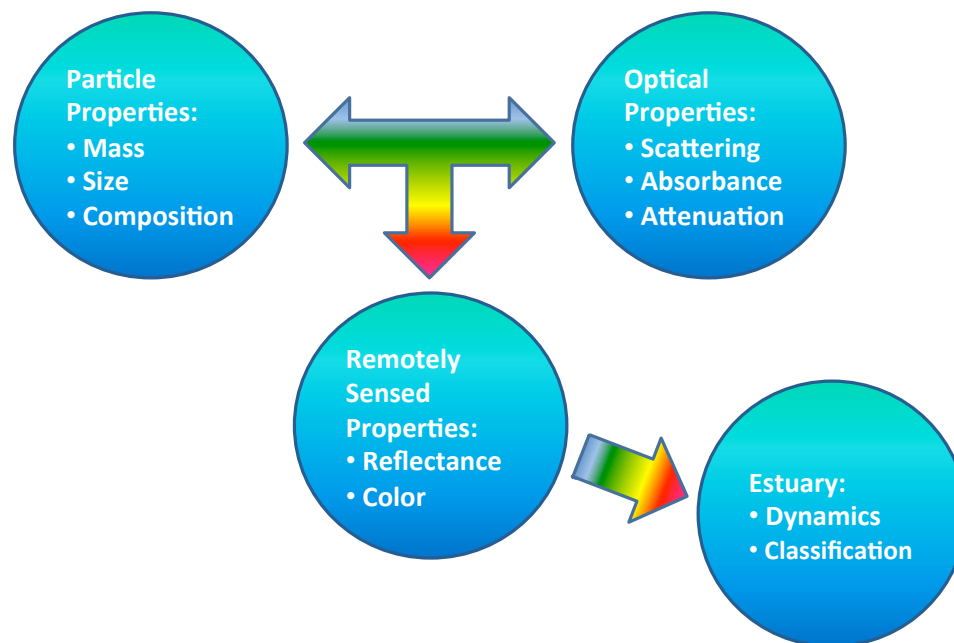 Particle
Properties:
• Mass
• Size
• Composition
Optical
Properties:
• Scattering
• Absorbance
• Attenuation
Remotely
Sensed
Properties:
• Reflectance
• Color
Estuary:
• Dynamics
• Classification